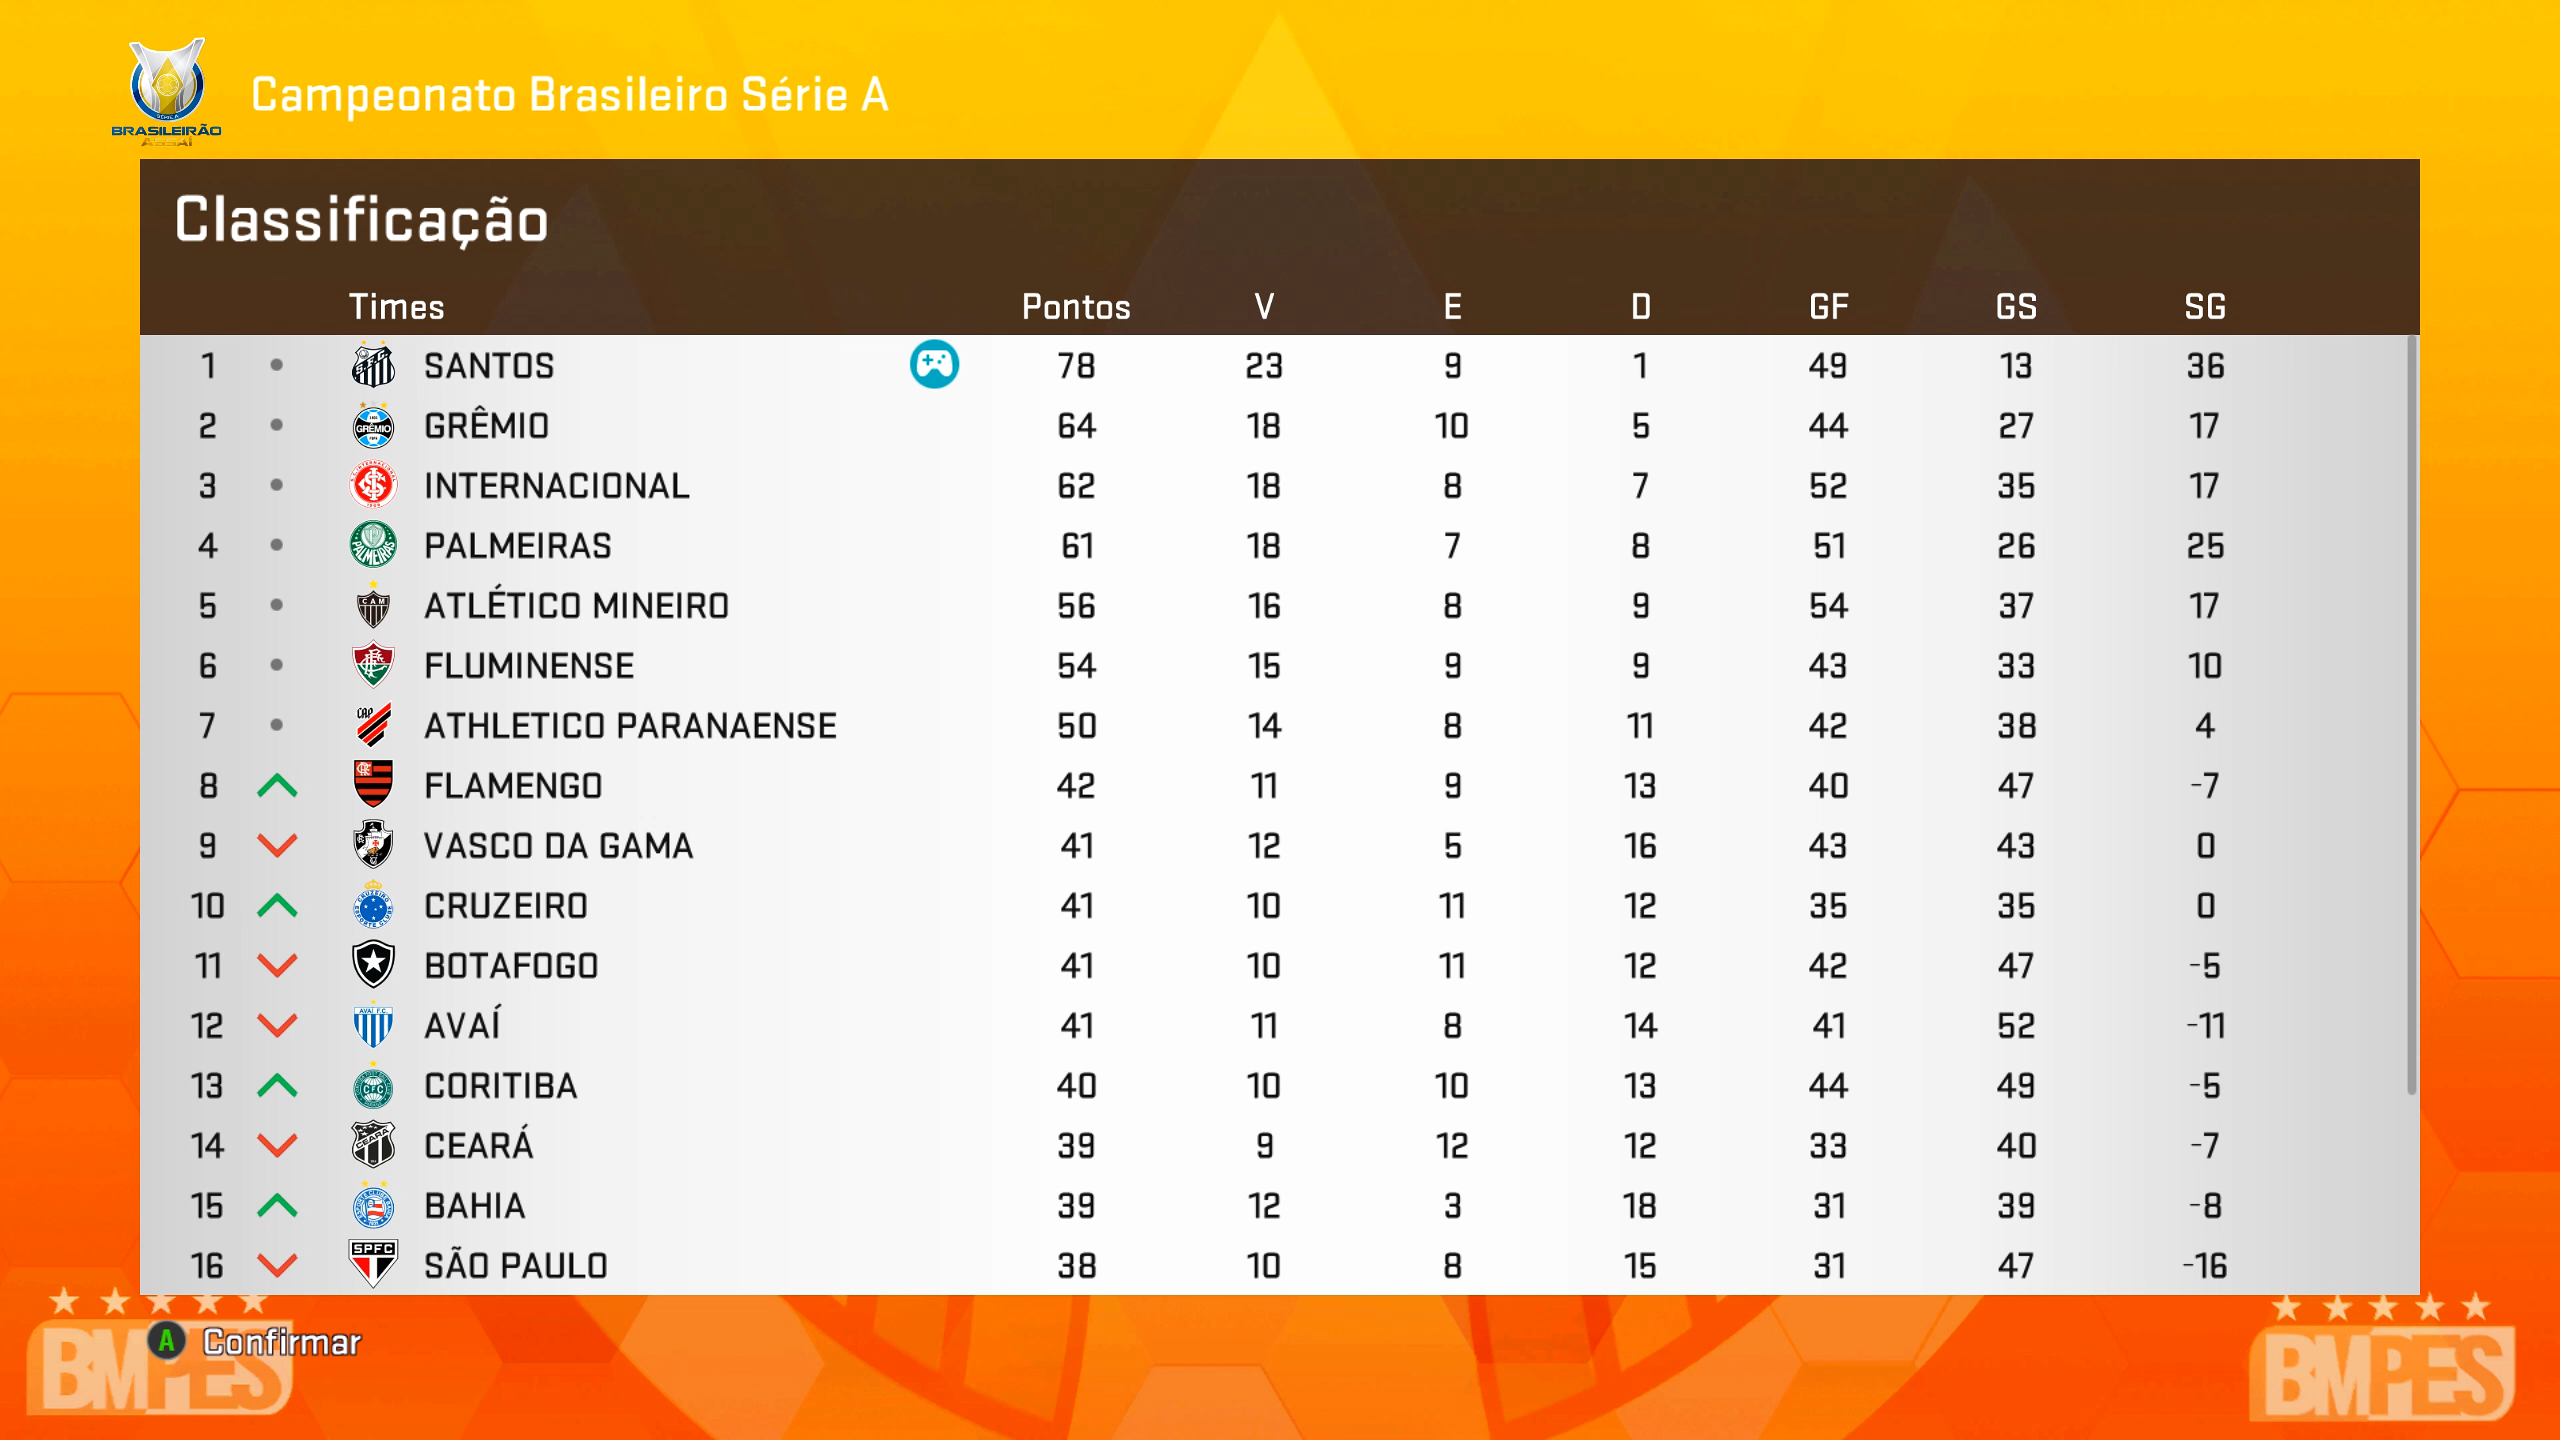 Campeonato Brasileiro Série A
BRASILEIRÃO
ASSAÍ
Classificação
Times Pontos V E D GF GS SG
1 SANTOS 78 23 9 1 49 13 36
2 GRÊMIO 64 18 10 5 44 27 17
3 INTERNACIONAL 62 18 8 7 52 35 17
4 PALMEIRAS 61 18 7 8 51 26 25
5 ATLÉTICO MINEIRO 56 16 8 9 54 37 17
6 FLUMINENSE 54 15 9 9 43 33 10
7 ATHLETICO PARANAENSE 50 14 8 11 42 38 4
8 FLAMENGO 42 11 9 13 40 47 -7
9 VASCO DA GAMA 41 12 5 16 43 43 0
10 CRUZEIRO 41 10 11 12 35 35 0
11 BOTAFOGO 41 10 11 12 42 47 -5
12 AVAÍ 41 11 8 14 41 52 -11
13 CORITIBA 40 10 10 13 44 49 -5
14 CEARÁ 39 9 12 12 33 40 -7
15 BAHIA 39 12 3 18 31 39 -8
16 SÃO PAULO 38 10 8 15 31 47 -16
A Confirmar
BMPES
BMPES